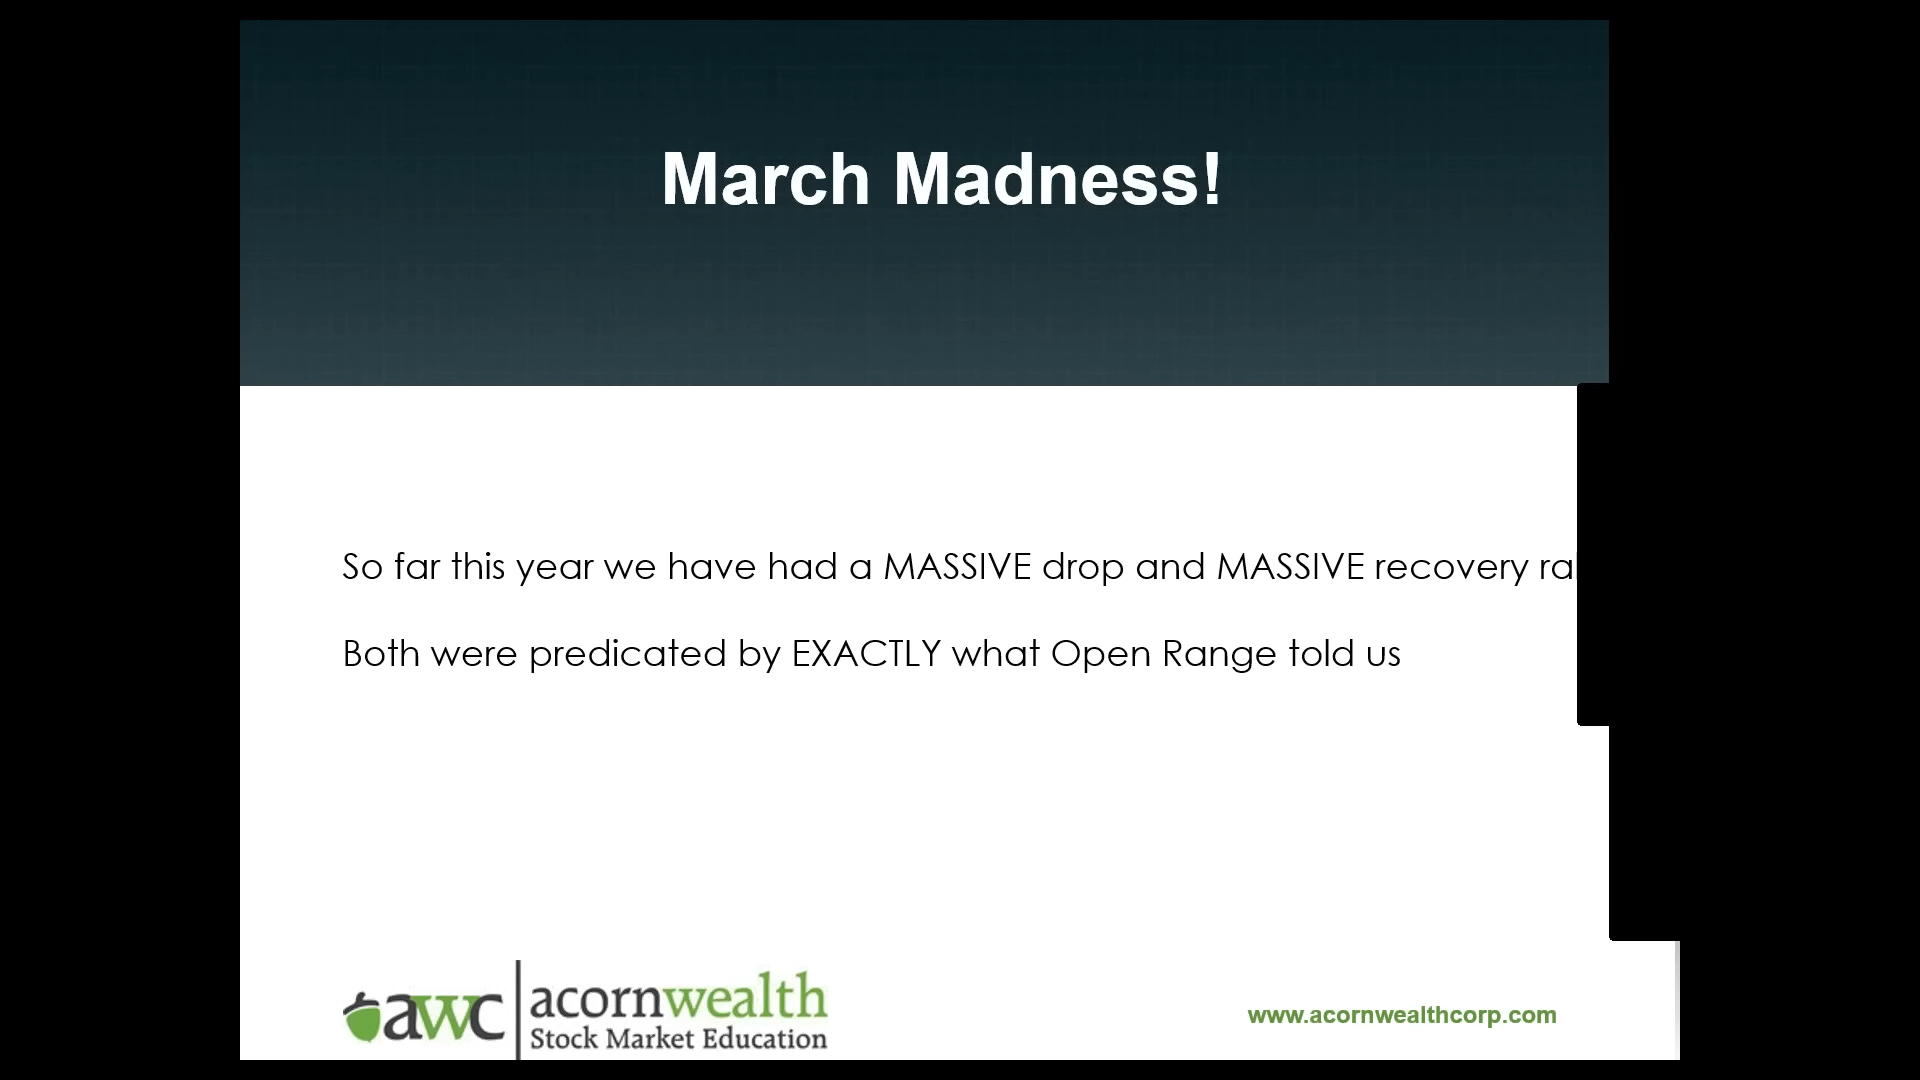 March Madness!
So far this year we have had a MASSIVE drop and MASSIVE recovery
Both were predicated by EXACTLY what Open Range told us
awc acornwealth
Stock Market Education
www.acornwealthcorp.com